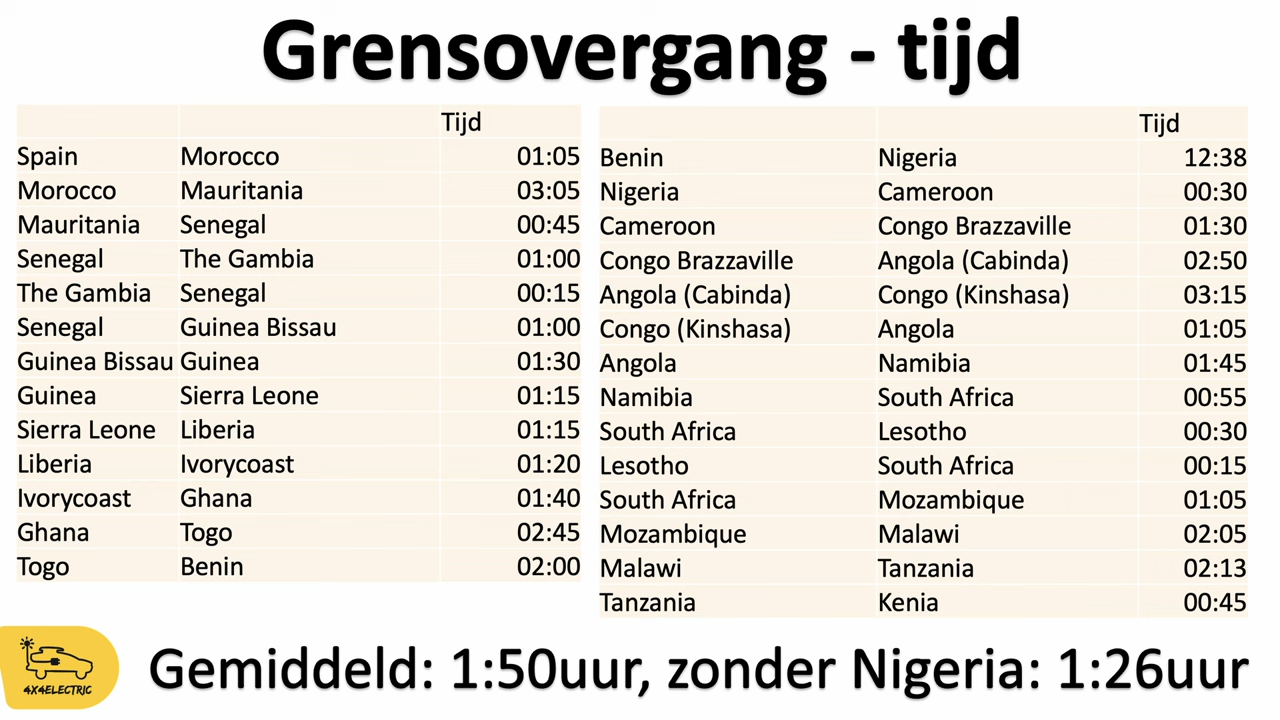 Grensovergang - tijd
Tijd
Spain Morocco 01:05
Morocco Mauritania 03:05
Mauritania Senegal 00:45
Senegal The Gambia 01:00
The Gambia Senegal 00:15
Senegal Guinea Bissau 01:00
Guinea Bissau Guinea 01:30
Guinea Sierra Leone 01:15
Sierra Leone Liberia 01:15
Liberia Ivorycoast 01:20
Ivorycoast Ghana 01:40
Ghana Togo 02:45
Togo Benin 02:00
Tijd
Benin Nigeria 12:38
Nigeria Cameroon 00:30
Cameroon Congo Brazzaville 01:30
Congo Brazzaville Angola (Cabinda) 02:50
Angola (Cabinda) Congo (Kinshasa) 03:15
Congo (Kinshasa) Angola 01:05
Angola Namibia 01:45
Namibia South Africa 00:55
South Africa Lesotho 00:30
Lesotho South Africa 00:15
South Africa Mozambique 01:05
Mozambique Malawi 02:05
Malawi Tanzania 02:13
Tanzania Kenia 00:45
4X4ELECTRIC
Gemiddeld: 1:50uur, zonder Nigeria: 1:26uur